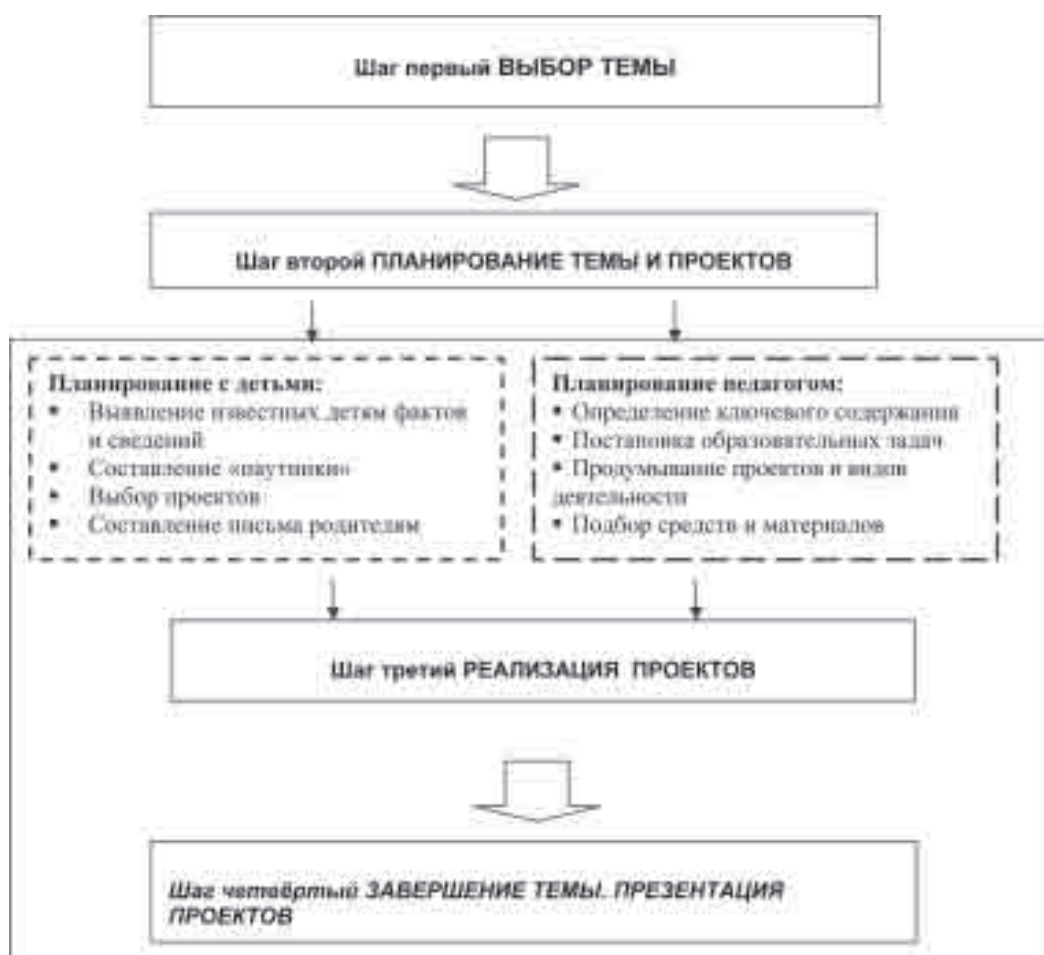 Шаг первый ВЫБОР ТЕМЫ
Шаг второй ПЛАНИРОВАНИЕ ТЕМЫ И ПРОЕКТОВ
Планирование с детьми:
▪ Выявление известных детям фактов
и сведений
▪ Составление «паутинки»
▪ Выбор проектов
▪ Составление письма родителям
Планирование педагогом:
▪ Определение ключевого содержания
▪ Постановка образовательных задач
▪ Продумывание проектов и видов
деятельности
▪ Подбор средств и материалов
Шаг третий РЕАЛИЗАЦИЯ ПРОЕКТОВ
Шаг четвёртый ЗАВЕРШЕНИЕ ТЕМЫ. ПРЕЗЕНТАЦИЯ
ПРОЕКТОВ